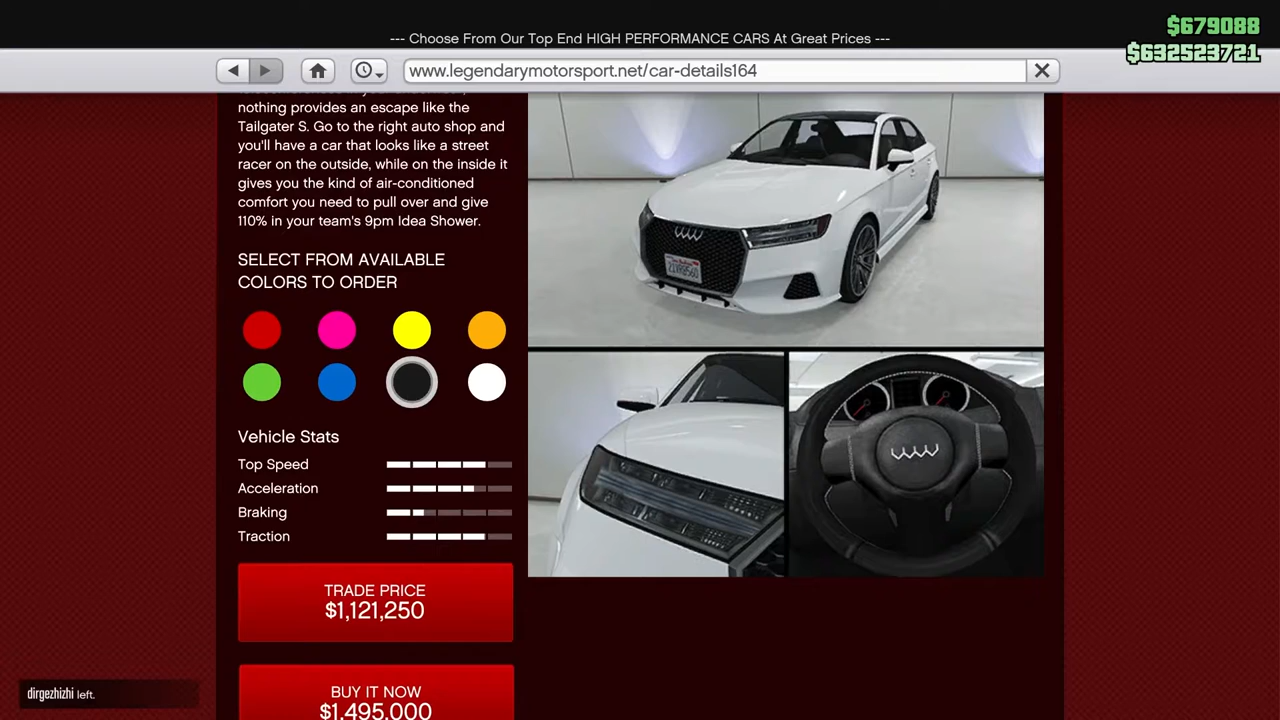 --- Choose From Our Top End HIGH PERFORMANCE CARS At Great Prices ---
$679088
$632523721
www.legendarymotorsport.net/car-details164
nothing provides an escape like the
Tailgater S. Go to the right auto shop and
you'll have a car that looks like a street
racer on the outside, while on the inside it
gives you the kind of air-conditioned
comfort you need to pull over and give
110% in your team's 9pm Idea Shower.
SELECT FROM AVAILABLE
COLORS TO ORDER
Vehicle Stats
Top Speed
Acceleration
Braking
Traction
TRADE PRICE
$1,121,250
BUY IT NOW
$1,495,000
dirgezhizhi left.